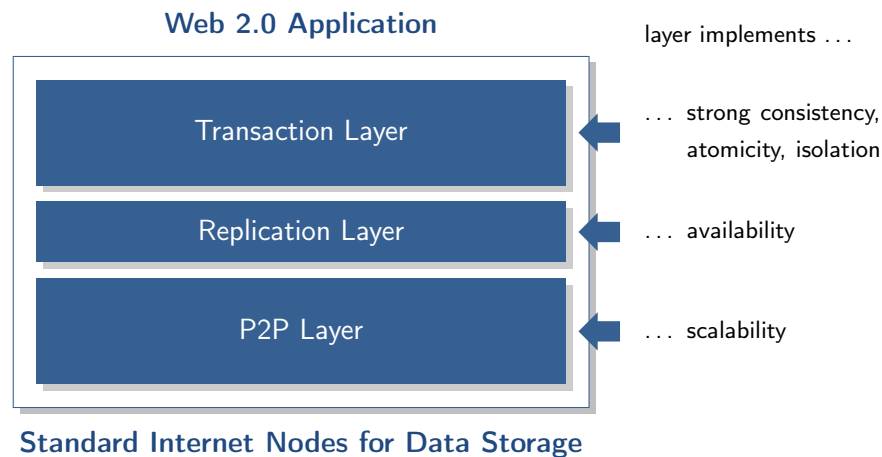 Web 2.0 Application
layer implements . . .
Transaction Layer
. . . strong consistency,
atomicity, isolation
Replication Layer
. . . availability
P2P Layer
. . . scalability
Standard Internet Nodes for Data Storage